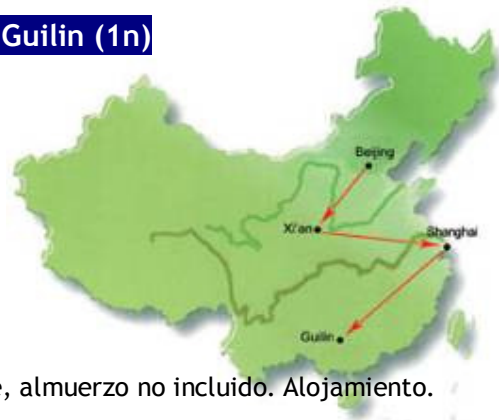 Guilin (1n)
Beijing
Xi'an
Shanghai
Guilin
, almuerzo no incluido. Alojamiento.